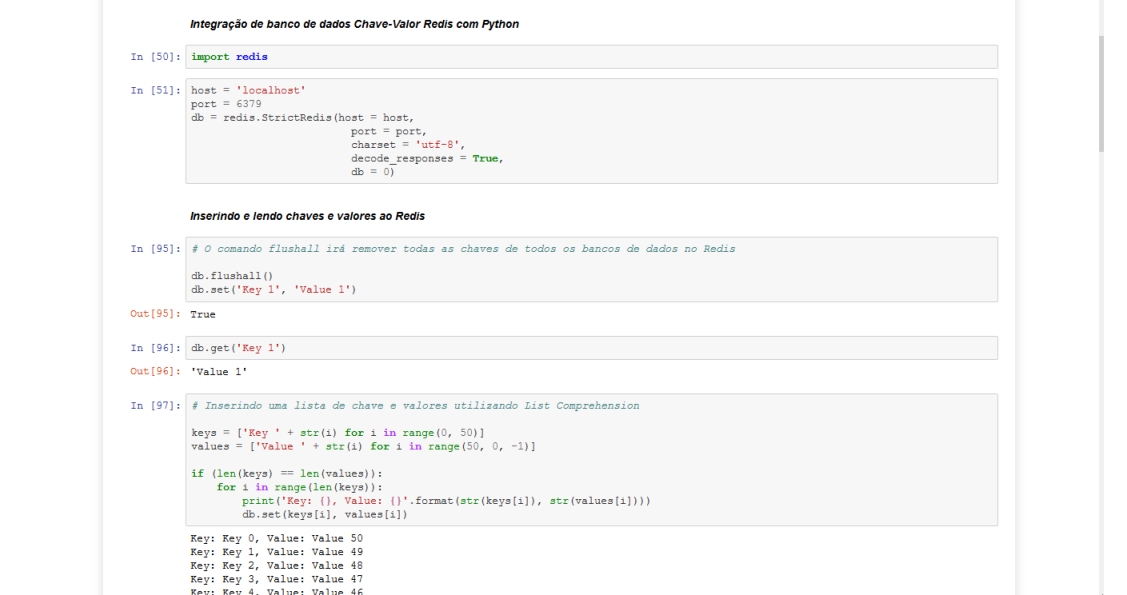 Integração de banco de dados Chave-Valor Redis com Python
In [50]: import redis
In [51]: host = 'localhost'
port = 6379
db = redis.StrictRedis(host = host,
port = port,
charset = 'utf-8',
decode_responses = True,
db = 0)
Inserindo e lendo chaves e valores ao Redis
In [95]: # O comando flushall irá remover todas as chaves de todos os bancos de dados no Redis
db.flushall()
db.set('Key 1', 'Value 1')
Out[95]: True
In [96]: db.get('Key 1')
Out[96]: 'Value 1'
In [97]: # Inserindo uma lista de chave e valores utilizando List Comprehension
keys = ['Key ' + str(i) for i in range(0, 50)]
values = ['Value ' + str(i) for i in range(50, 0, -1)]
if (len(keys) == len(values)):
for i in range(len(keys)):
print('Key: {}, Value: {}'.format(str(keys[i]), str(values[i])))
db.set(keys[i], values[i])
Key: Key 0, Value: Value 50
Key: Key 1, Value: Value 49
Key: Key 2, Value: Value 48
Key: Key 3, Value: Value 47
Key: Key 4, Value: Value 46